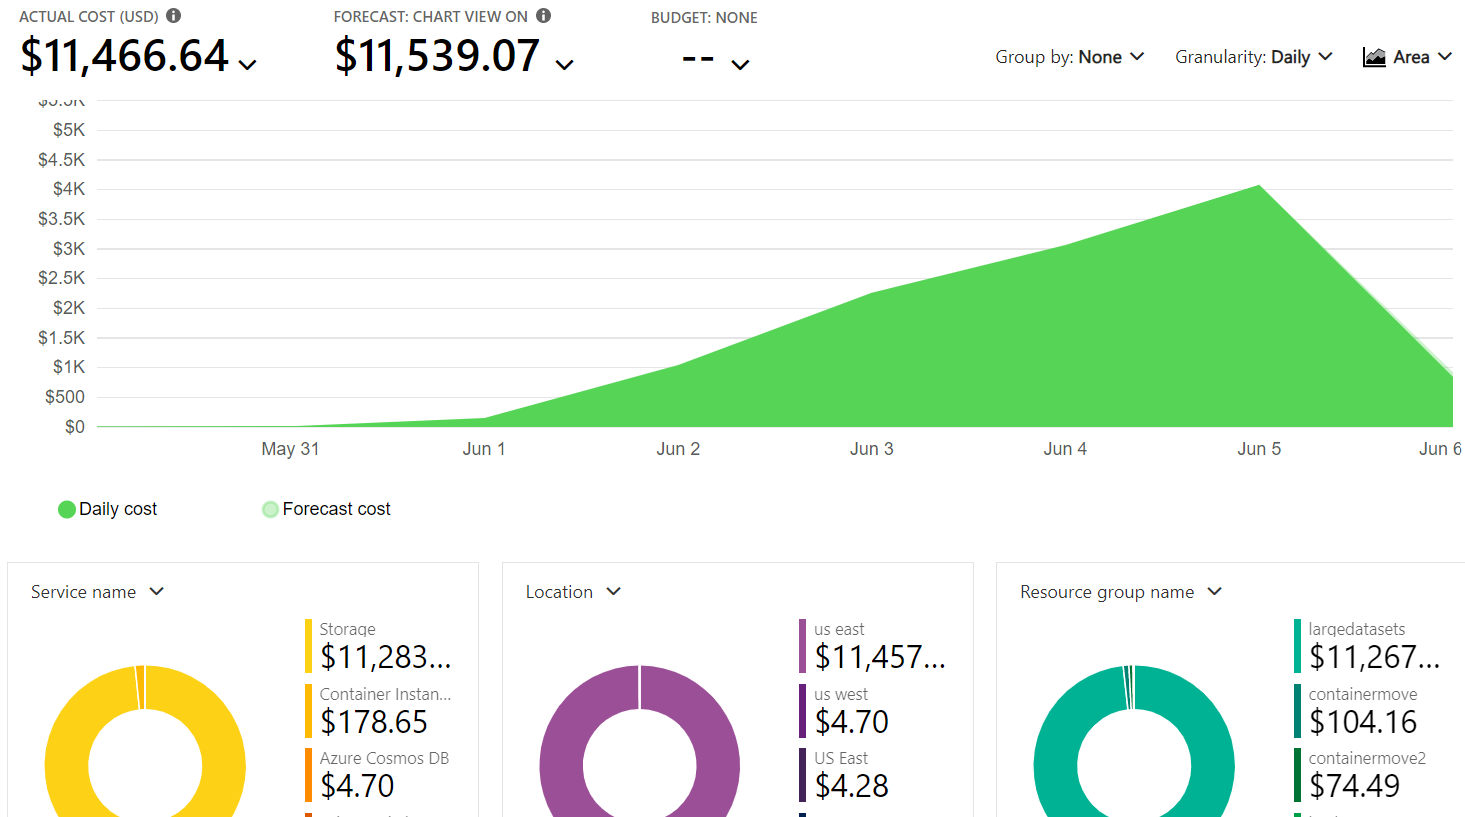 ACTUAL COST (USD)
FORECAST: CHART VIEW ON
BUDGET: NONE
$11,466.64
$11,539.07
--
Group by: None
Granularity: Daily
Area
$5.5K
$5K
$4.5K
$4K
$3.5K
$3K
$2.5K
$2K
$1.5K
$1K
$500
$0
May 31
Jun 1
Jun 2
Jun 3
Jun 4
Jun 5
Jun 6
Daily cost
Forecast cost
Service name
Storage
$11,283...
Container Instan...
$178.65
Azure Cosmos DB
$4.70
Location
us east
$11,457...
us west
$4.70
US East
$4.28
Resource group name
largedatasets
$11,267...
containermove
$104.16
containermove2
$74.49